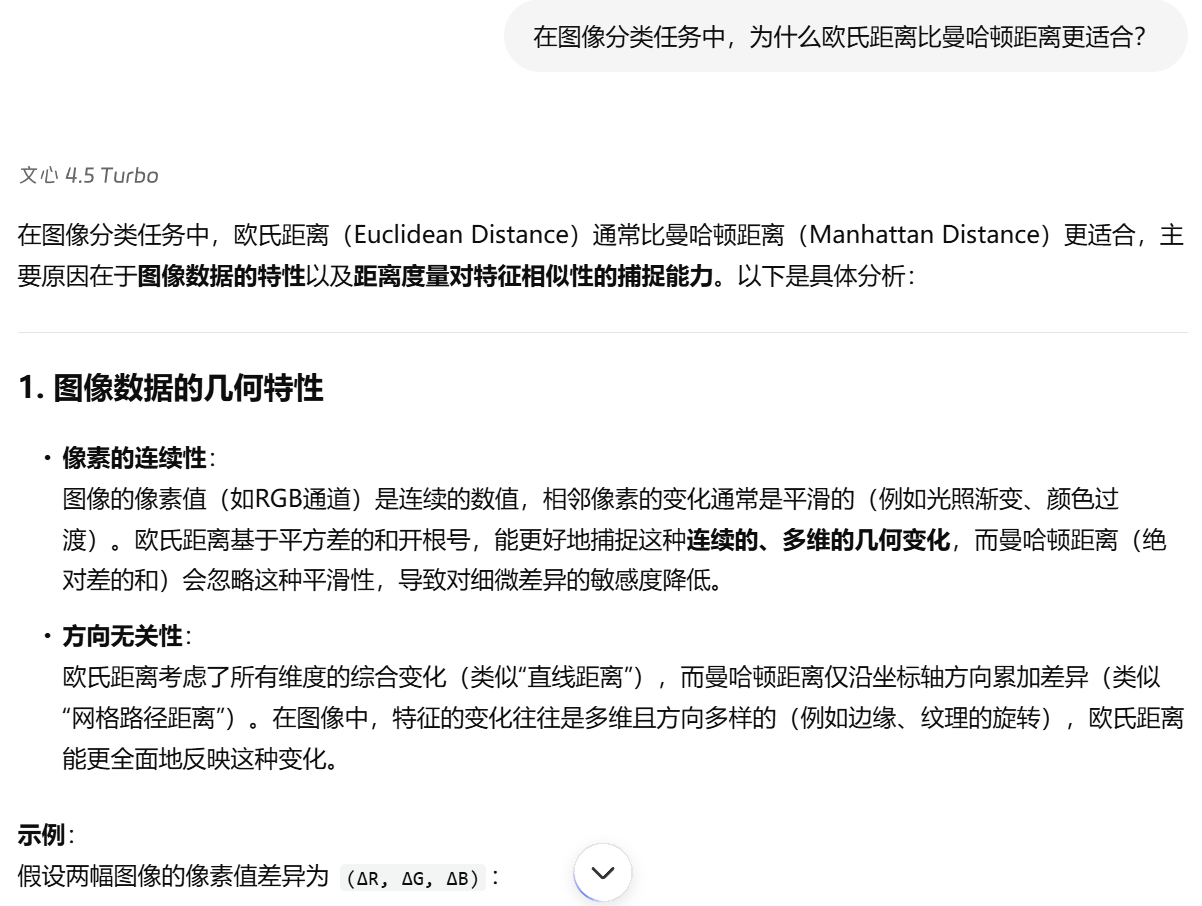 在图像分类任务中，为什么欧氏距离比曼哈顿距离更适合？
文心 4.5 Turbo
在图像分类任务中，欧氏距离（Euclidean Distance）通常比曼哈顿距离（Manhattan Distance）更适合，主
要原因在于图像数据的特性以及距离度量对特征相似性的捕捉能力。以下是具体分析：
1. 图像数据的几何特性
• 像素的连续性：
图像的像素值（如RGB通道）是连续的数值，相邻像素的变化通常是平滑的（例如光照渐变、颜色过
渡）。欧氏距离基于平方差的和开根号，能更好地捕捉这种连续的、多维的几何变化，而曼哈顿距离（绝
对差的和）会忽略这种平滑性，导致对细微差异的敏感度降低。
• 方向无关性：
欧氏距离考虑了所有维度的综合变化（类似“直线距离”），而曼哈顿距离仅沿坐标轴方向累加差异（类似
“网格路径距离”）。在图像中，特征的变化往往是多维且方向多样的（例如边缘、纹理的旋转），欧氏距离
能更全面地反映这种变化。
示例：
假设两幅图像的像素值差异为 (ΔR, ΔG, ΔB)：